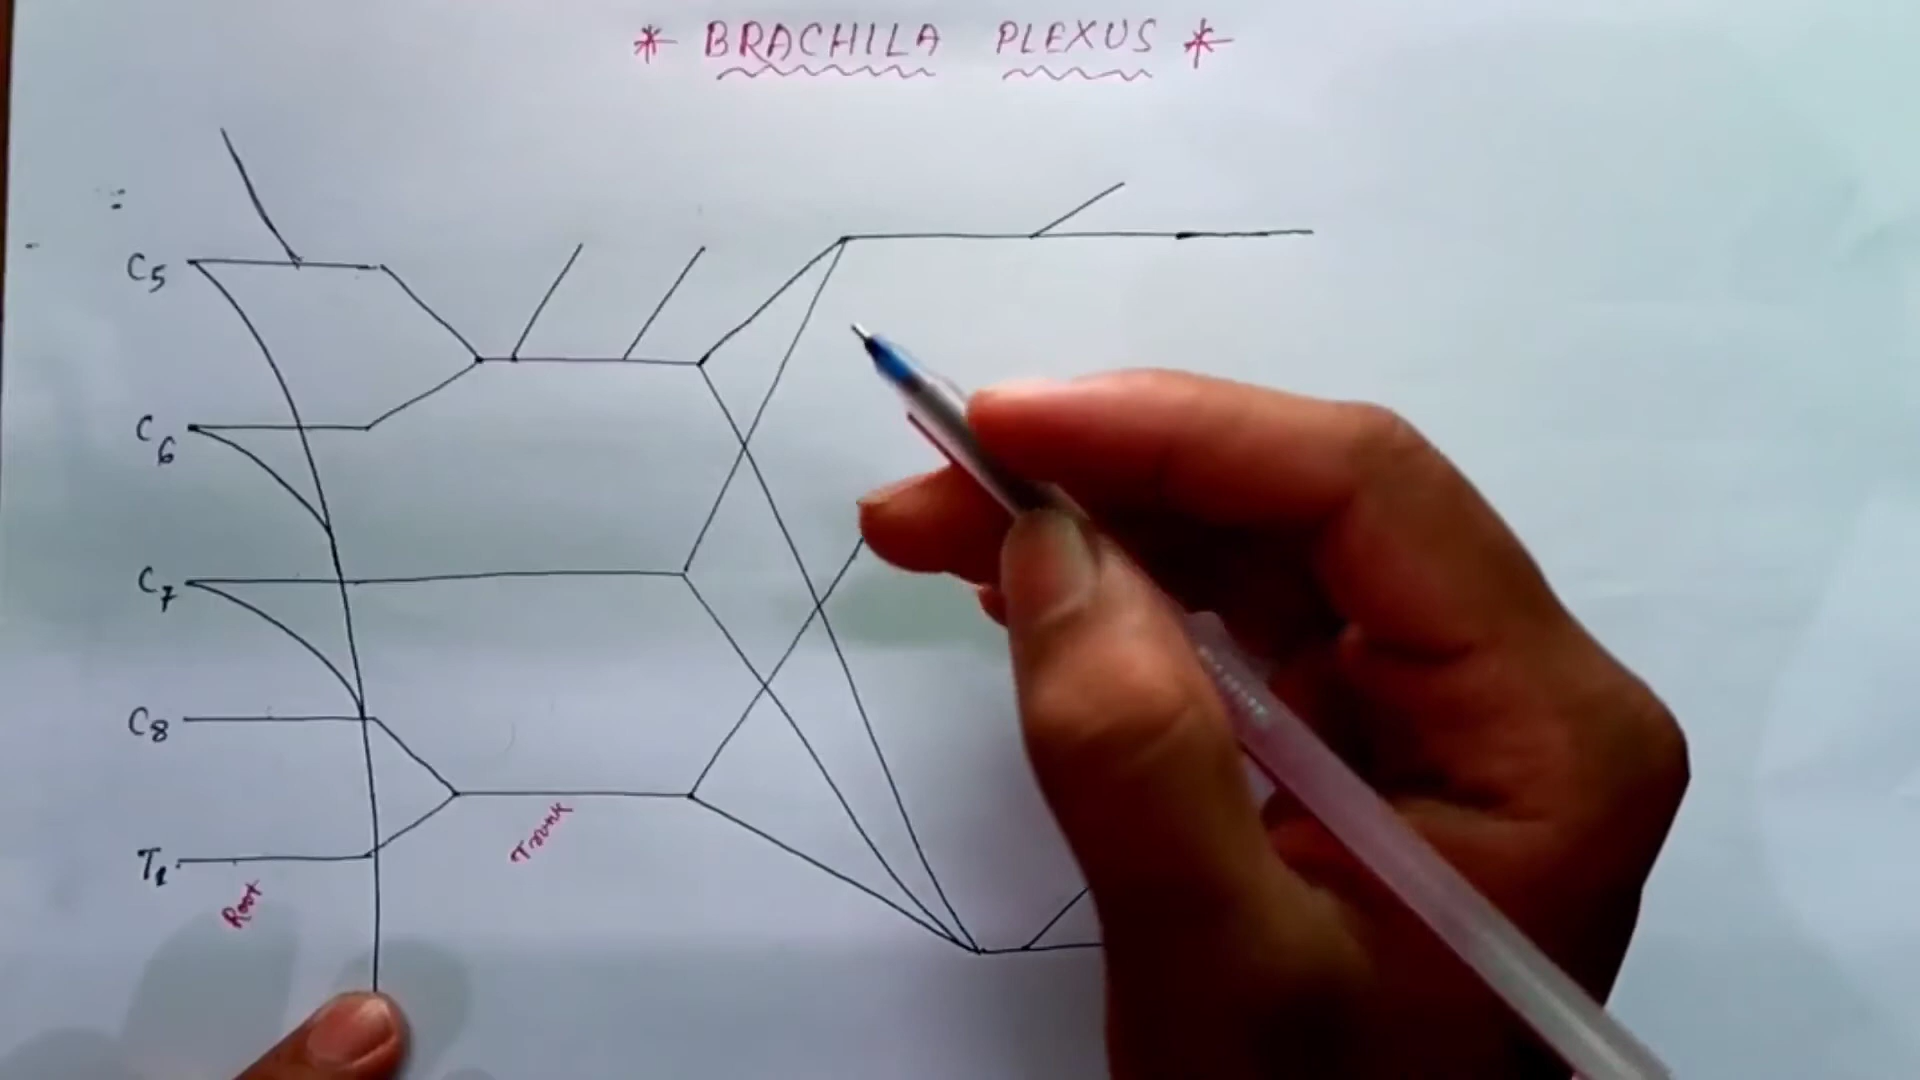 * BRACHILA PLEXUS *
C5
C6
C7
C8
T1
Root
Trunk